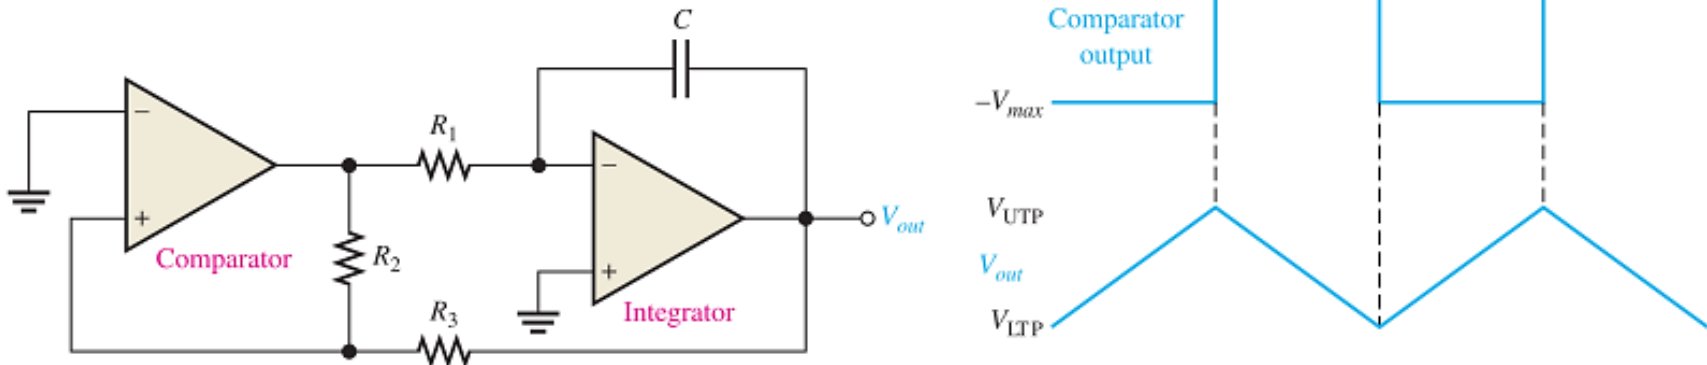 C
R1
−
+
Comparator
R2
R3
−
+
Integrator
Vout
Comparator
output
−Vmax
VUTP
Vout
VLTP